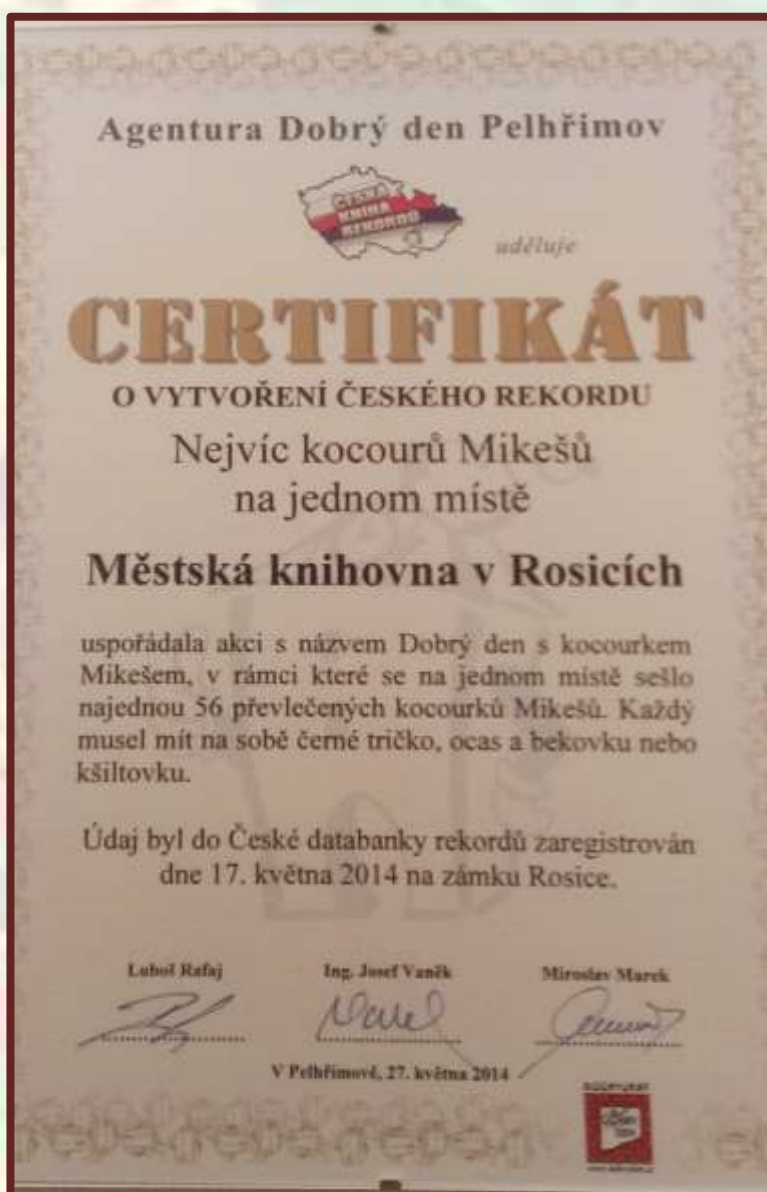 Agentura Dobrý den Pelhřimov
ČESKÁ
KNIHA
REKORDŮ
uděluje
CERTIFIKÁT
O VYTVOŘENÍ ČESKÉHO REKORDU
Nejvíc kocourů Mikešů
na jednom místě
Městská knihovna v Rosicích
uspořádala akci s názvem Dobrý den s kocourkem
Mikešem, v rámci které se na jednom místě sešlo
najednou 56 převlečených kocourků Mikešů. Každý
musel mít na sobě černé tričko, ocas a bekovku nebo
kšiltovku.
Údaj byl do České databanky rekordů zaregistrován
dne 17. května 2014 na zámku Rosice.
Luboš Rafaj Ing. Josef Vaněk Miroslav Marek
V Pelhřimově, 27. května 2014